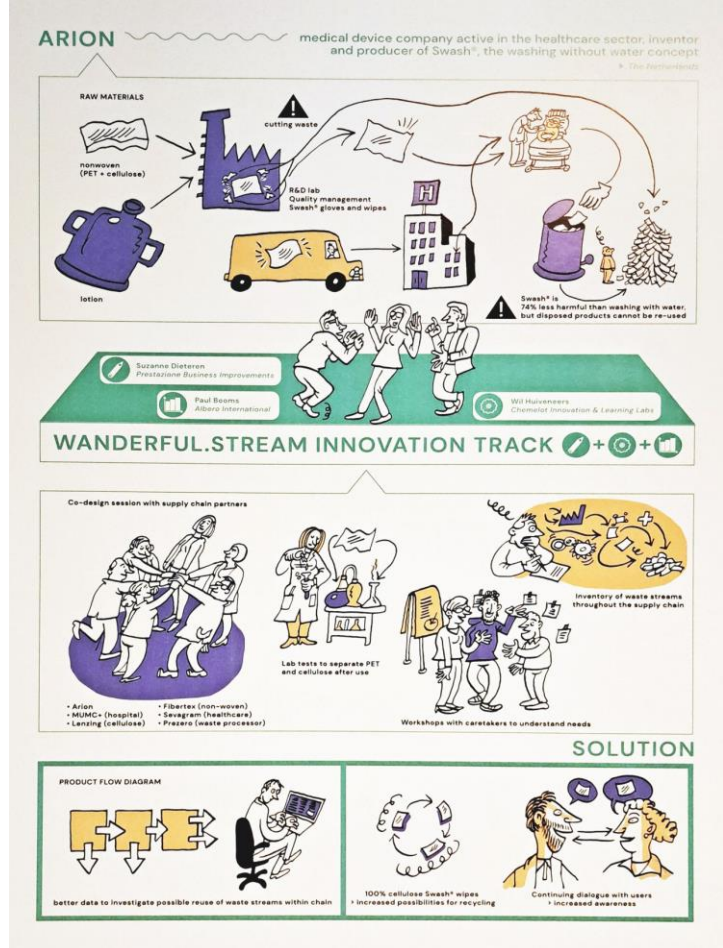 ARION
medical device company active in the healthcare sector, inventor
and producer of Swash®, the washing without water concept
> The Netherlands
RAW MATERIALS
cutting waste
nonwoven
(PET + cellulose)
R&D lab
Quality management
Swash® gloves and wipes
H
lotion
Swash® is
74% less harmful than washing with water,
but disposed products cannot be re-used
Suzanne Dieteren
Prestazione Business Improvements
Paul Booms
Albero International
Wil Huiveneers
Chemelot Innovation & Learning Labs
WANDERFUL.STREAM INNOVATION TRACK + +
Co-design session with supply chain partners
Inventory of waste streams
throughout the supply chain
Lab tests to separate PET
and cellulose after use
• Arion
• MUMC+ (hospital)
• Lenzing (cellulose)
• Fibertex (non-woven)
• Sevagram (healthcare)
• Prezero (waste processor)
Workshops with caretakers to understand needs
SOLUTION
PRODUCT FLOW DIAGRAM
better data to investigate possible reuse of waste streams within chain
100% cellulose Swash® wipes
> increased possibilities for recycling
Continuing dialogue with users
> increased awareness